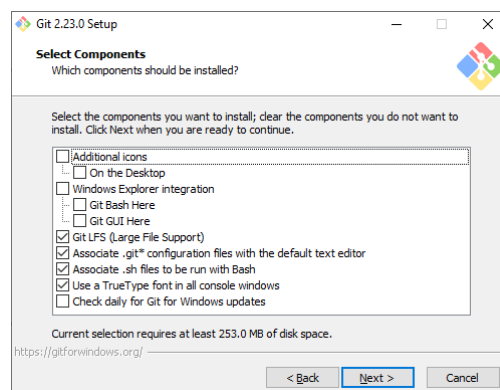 Git 2.23.0 Setup
Select Components
Which components should be installed?
Select the components you want to install; clear the components you do not want to
install. Click Next when you are ready to continue.
Additional icons
On the Desktop
Windows Explorer integration
Git Bash Here
Git GUI Here
Git LFS (Large File Support)
Associate .git* configuration files with the default text editor
Associate .sh files to be run with Bash
Use a TrueType font in all console windows
Check daily for Git for Windows updates
Current selection requires at least 253.0 MB of disk space.
https://gitforwindows.org/
< Back Next > Cancel